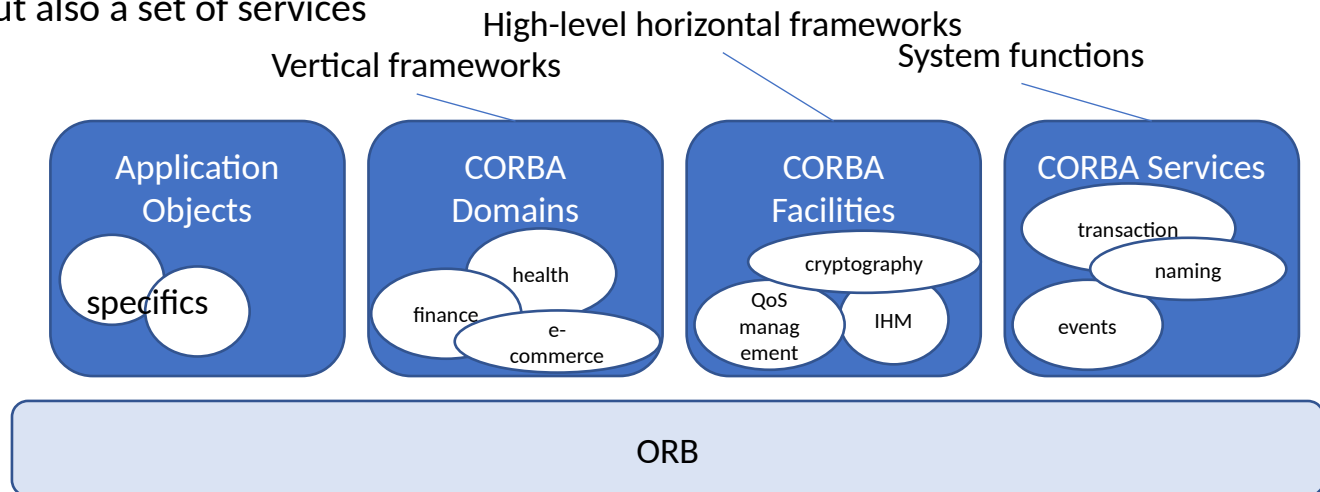 ut also a set of services
High-level horizontal frameworks
Vertical frameworks
System functions
Application
Objects
specifics
CORBA
Domains
health
finance
e-
commerce
CORBA
Facilities
cryptography
QoS
manag
ement
IHM
CORBA Services
transaction
naming
events
ORB